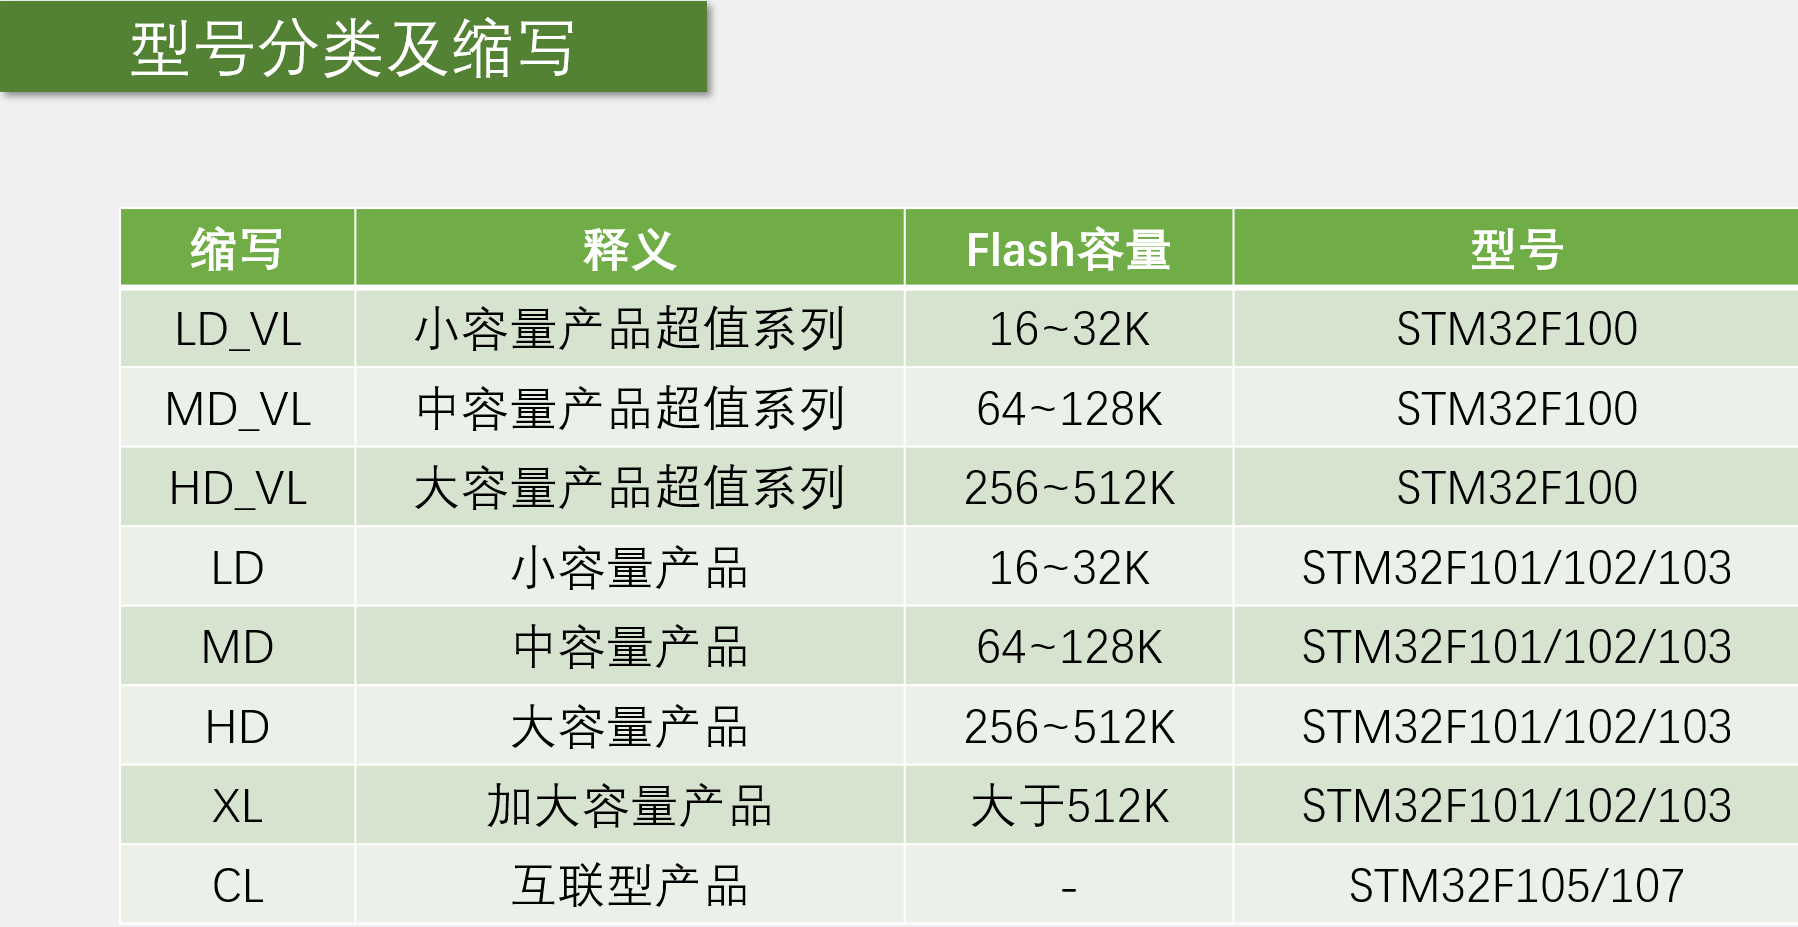 型号分类及缩写
缩写 释义 Flash容量 型号
LD_VL 小容量产品超值系列 16~32K STM32F100
MD_VL 中容量产品超值系列 64~128K STM32F100
HD_VL 大容量产品超值系列 256~512K STM32F100
LD 小容量产品 16~32K STM32F101/102/103
MD 中容量产品 64~128K STM32F101/102/103
HD 大容量产品 256~512K STM32F101/102/103
XL 加大容量产品 大于512K STM32F101/102/103
CL 互联型产品 - STM32F105/107